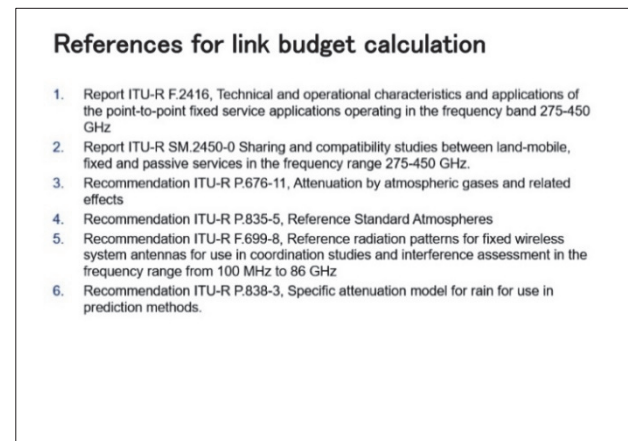 References for link budget calculation
1. Report ITU-R F.2416, Technical and operational characteristics and applications of
the point-to-point fixed service applications operating in the frequency band 275-450
GHz
2. Report ITU-R SM.2450-0 Sharing and compatibility studies between land-mobile,
fixed and passive services in the frequency range 275-450 GHz.
3. Recommendation ITU-R P.676-11, Attenuation by atmospheric gases and related
effects
4. Recommendation ITU-R P.835-5, Reference Standard Atmospheres
5. Recommendation ITU-R F.699-8, Reference radiation patterns for fixed wireless
system antennas for use in coordination studies and interference assessment in the
frequency range from 100 MHz to 86 GHz
6. Recommendation ITU-R P.838-3, Specific attenuation model for rain for use in
prediction methods.